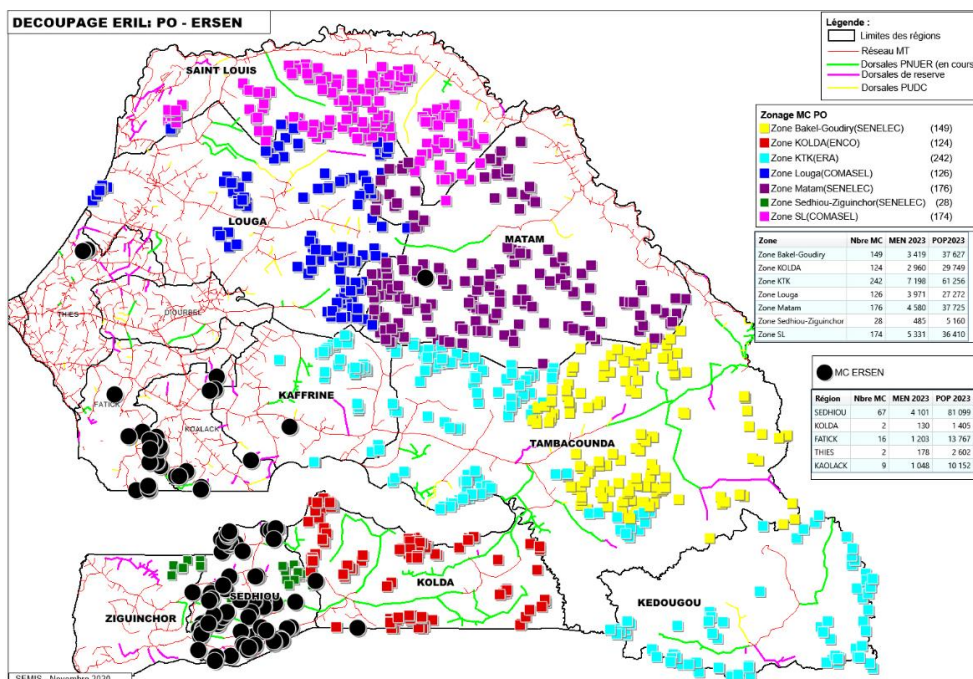 DECOUPAGE ERIL: PO - ERSEN
Légende :
Limites des régions
Réseau MT
Dorsales PNUER (en cours
Dorsales de reserve
Dorsales PUDC
Zonage MC PO
Zone Bakel-Goudiry(SENELEC) (149)
Zone KOLDA(ENCO) (124)
Zone KTK(ERA) (242)
Zone Louga(COMASEL) (126)
Zone Matam(SENELEC) (176)
Zone Sedhiou-Ziguinchor(SENELEC) (28)
Zone SL(COMASEL) (174)
Zone Nbre MC MEN 2023 POP2023
Zone Bakel-Goudiry 149 3 419 37 627
Zone KOLDA 124 2 960 29 749
Zone KTK 242 7 198 61 256
Zone Louga 126 3 971 27 272
Zone Matam 176 4 580 37 725
Zone Sedhiou-Ziguinchor 28 485 5 160
Zone SL 174 5 331 36 410
MC ERSEN
Région Nbre MC MEN 2023 POP 2023
SEDHIOU 67 4 101 81 099
KOLDA 2 130 1 405
FATICK 16 1 203 13 767
THIES 2 178 2 602
KAOLACK 9 1 048 10 152
SAINT LOUIS
LOUGA
MATAM
THIES
DIOURBEL
FATICK
KAOLACK
KAFFRINE
TAMBACOUNDA
KOLDA
SEDHIOU
ZIGUINCHOR
KEDOUGOU
SEMIS - Novembre 2020